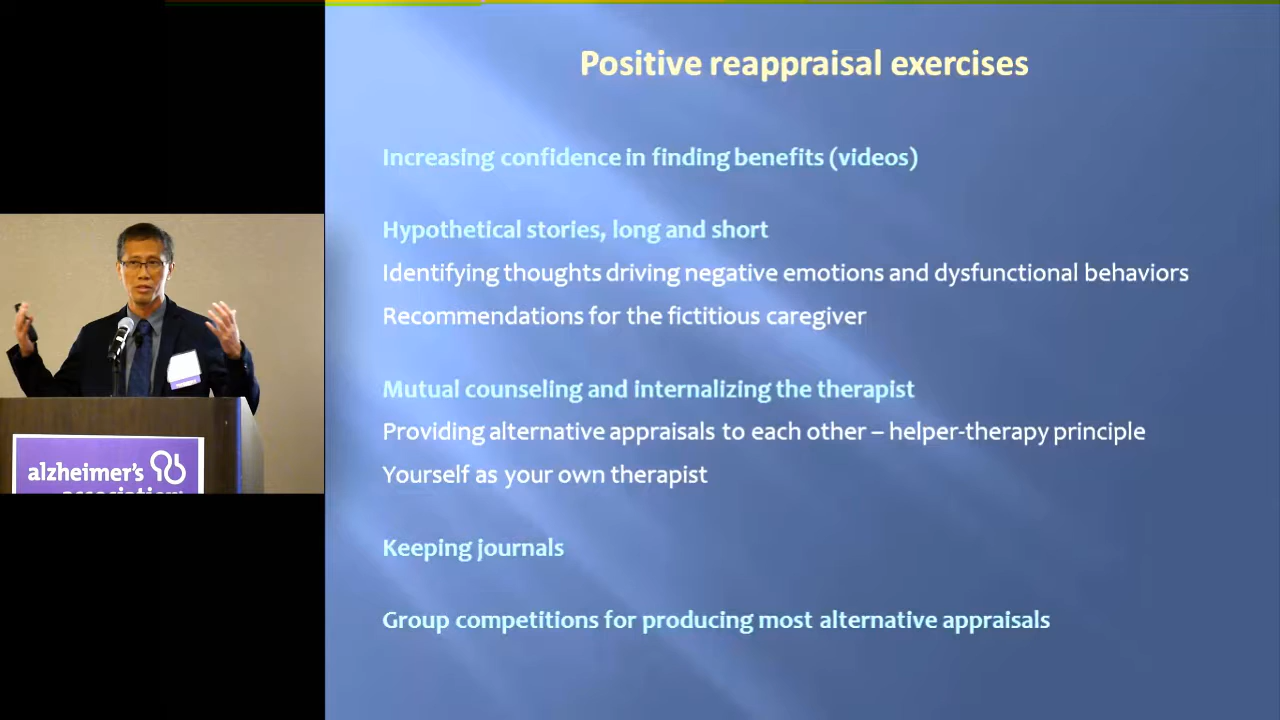 Positive reappraisal exercises
Increasing confidence in finding benefits (videos)
Hypothetical stories, long and short
Identifying thoughts driving negative emotions and dysfunctional behaviors
Recommendations for the fictitious caregiver
Mutual counseling and internalizing the therapist
Providing alternative appraisals to each other – helper-therapy principle
Yourself as your own therapist
Keeping journals
Group competitions for producing most alternative appraisals
alzheimer's
association